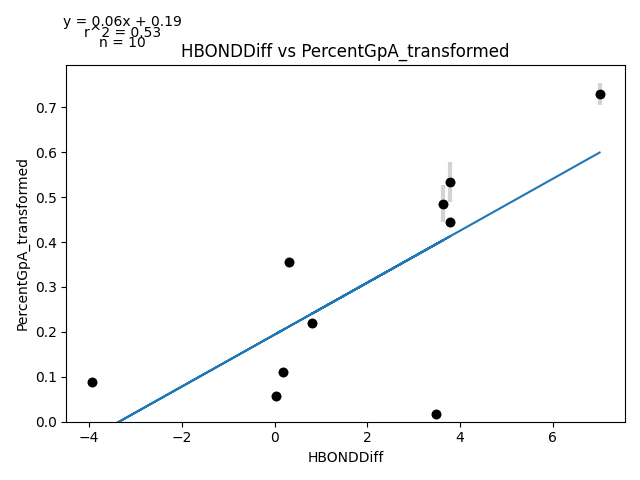 y = 0.06x + 0.19
r^2 = 0.53
n = 10
HBONDDiff vs PercentGpA_transformed
PercentGpA_transformed
0.7
0.6
0.5
0.4
0.3
0.2
0.1
0.0
−4
−2
0
2
4
6
HBONDDiff